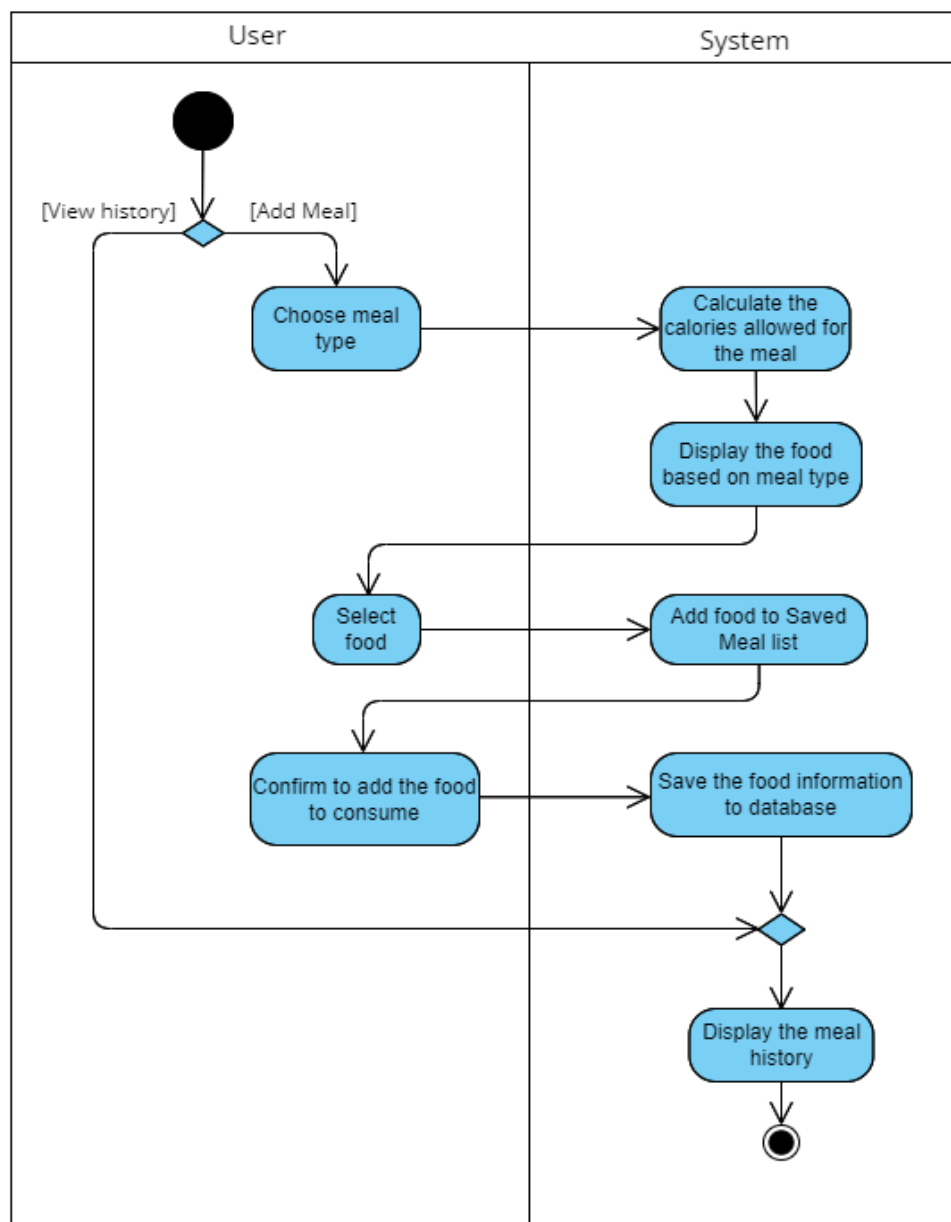 User
System
[View history]
[Add Meal]
Choose meal
type
Calculate the
calories allowed for
the meal
Display the food
based on meal type
Select
food
Add food to Saved
Meal list
Confirm to add the food
to consume
Save the food information
to database
Display the meal
history